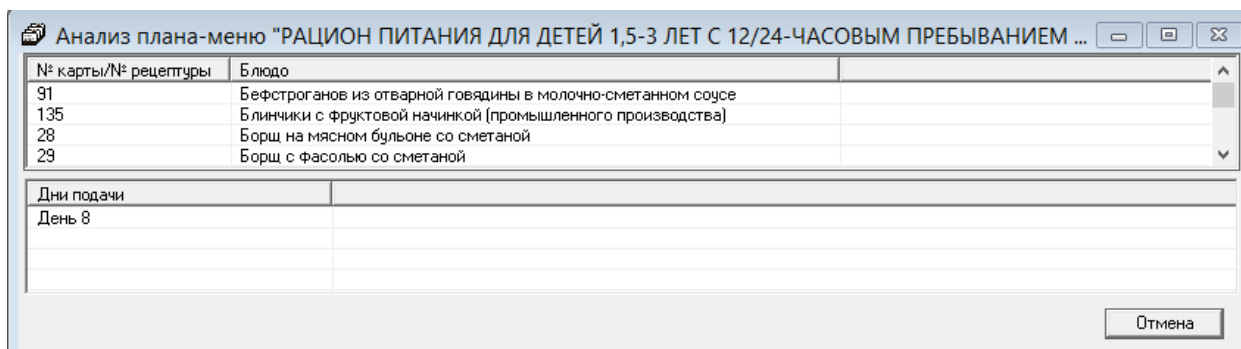 Анализ плана-меню "РАЦИОН ПИТАНИЯ ДЛЯ ДЕТЕЙ 1,5-3 ЛЕТ С 12/24-ЧАСОВЫМ ПРЕБЫВАНИЕМ ...
№ карты/№ рецептуры Блюдо
91 Бефстроганов из отварной говядины в молочно-сметанном соусе
135 Блинчики с фруктовой начинкой (промышленного производства)
28 Борщ на мясном бульоне со сметаной
29 Борщ с фасолью со сметаной
Дни подачи
День 8
Отмена